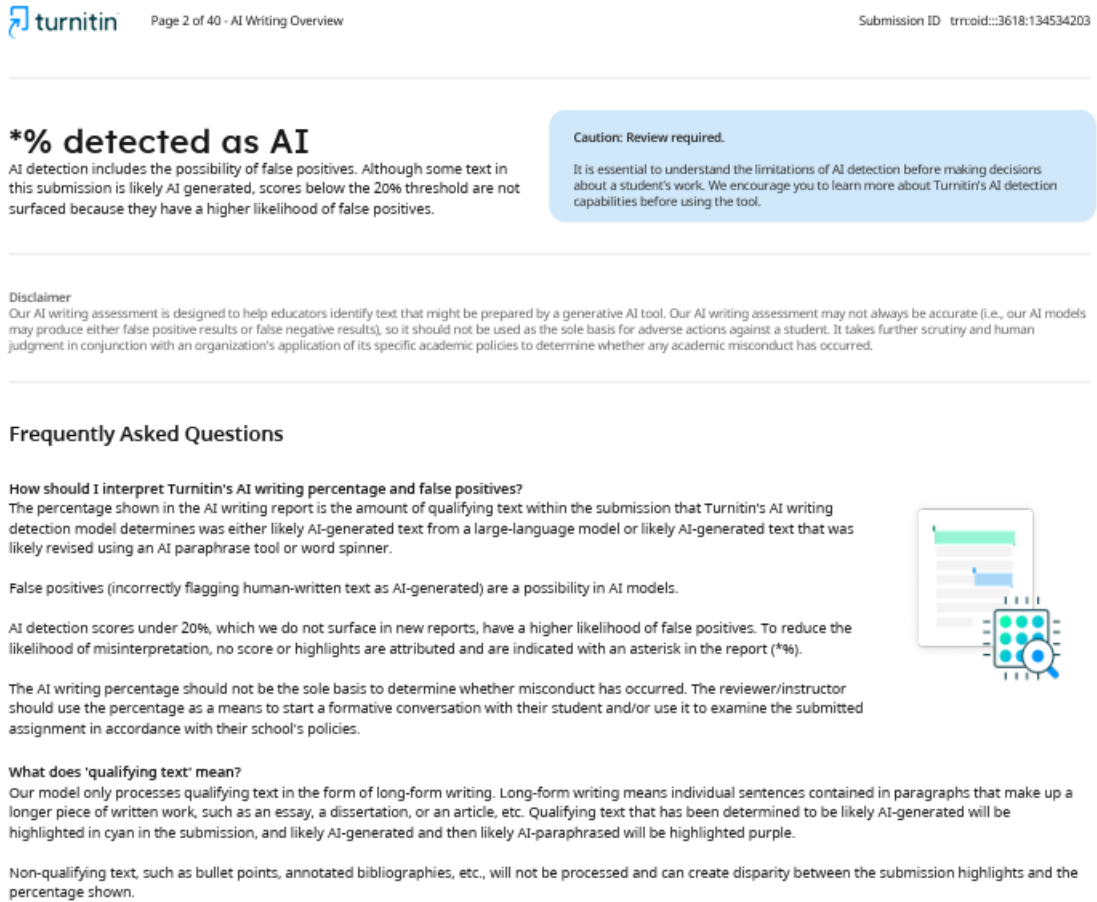 turnitin
Page 2 of 40 - AI Writing Overview
Submission ID trn:oid:::3618:134534203
*% detected as AI
AI detection includes the possibility of false positives. Although some text in
this submission is likely AI generated, scores below the 20% threshold are not
surfaced because they have a higher likelihood of false positives.
Caution: Review required.
It is essential to understand the limitations of AI detection before making decisions
about a student's work. We encourage you to learn more about Turnitin's AI detection
capabilities before using the tool.
Disclaimer
Our AI writing assessment is designed to help educators identify text that might be prepared by a generative AI tool. Our AI writing assessment may not always be accurate (i.e., our AI models
may produce either false positive results or false negative results), so it should not be used as the sole basis for adverse actions against a student. It takes further scrutiny and human
judgment in conjunction with an organization's application of its specific academic policies to determine whether any academic misconduct has occurred.
Frequently Asked Questions
How should I interpret Turnitin's AI writing percentage and false positives?
The percentage shown in the AI writing report is the amount of qualifying text within the submission that Turnitin's AI writing
detection model determines was either likely AI-generated text from a large-language model or likely AI-generated text that was
likely revised using an AI paraphrase tool or word spinner.
False positives (incorrectly flagging human-written text as AI-generated) are a possibility in AI models.
AI detection scores under 20%, which we do not surface in new reports, have a higher likelihood of false positives. To reduce the
likelihood of misinterpretation, no score or highlights are attributed and are indicated with an asterisk in the report (*%).
The AI writing percentage should not be the sole basis to determine whether misconduct has occurred. The reviewer/instructor
should use the percentage as a means to start a formative conversation with their student and/or use it to examine the submitted
assignment in accordance with their school's policies.
What does 'qualifying text' mean?
Our model only processes qualifying text in the form of long-form writing. Long-form writing means individual sentences contained in paragraphs that make up a
longer piece of written work, such as an essay, a dissertation, or an article, etc. Qualifying text that has been determined to be likely AI-generated will be
highlighted in cyan in the submission, and likely AI-generated and then likely AI-paraphrased will be highlighted purple.
Non-qualifying text, such as bullet points, annotated bibliographies, etc., will not be processed and can create disparity between the submission highlights and the
percentage shown.